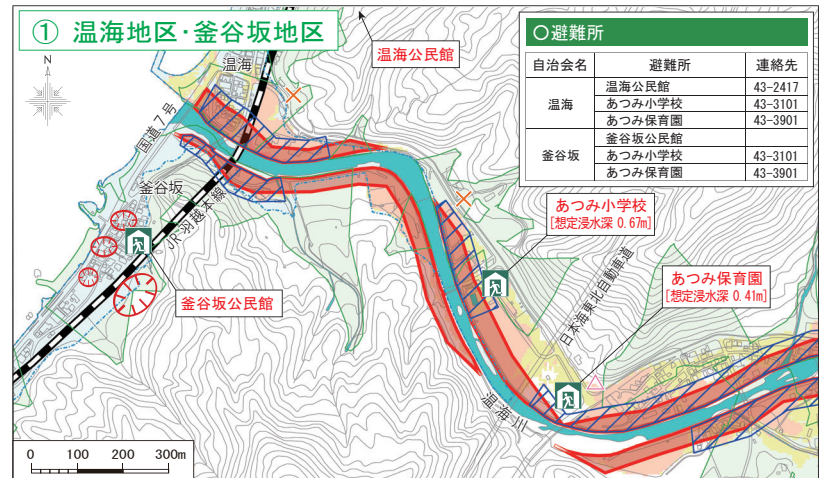 ① 温海地区・釜谷坂地区
温海公民館
○避難所
自治会名 避難所 連絡先
温海 温海公民館 43-2417
あつみ小学校 43-3101
あつみ保育園 43-3901
釜谷坂 釜谷坂公民館
あつみ小学校 43-3101
あつみ保育園 43-3901
N
温海
国道7号
釜谷坂
JR羽越本線
釜谷坂公民館
あつみ小学校
[想定浸水深 0.67m]
日本海東北自動車道
あつみ保育園
[想定浸水深 0.41m]
温海川
0 100 200 300m